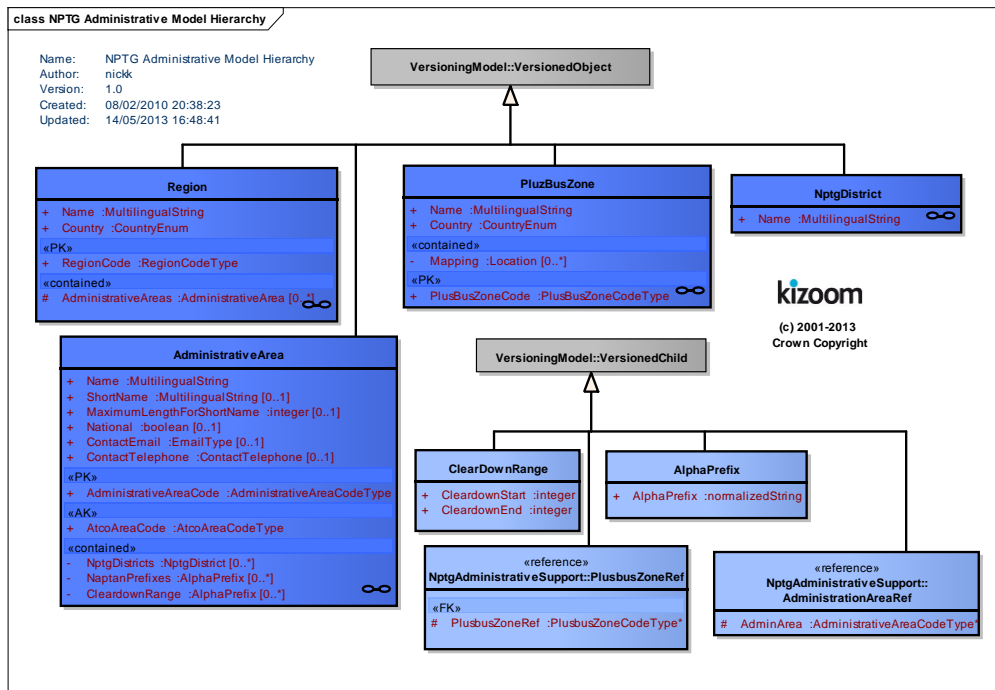 class NPTG Administrative Model Hierarchy
Name: NPTG Administrative Model Hierarchy
Author: nickk
Version: 1.0
Created: 08/02/2010 20:38:23
Updated: 14/05/2013 16:48:41
VersioningModel::VersionedObject
Region
+ Name :MultilingualString
+ Country :CountryEnum
«PK»
+ RegionCode :RegionCodeType
«contained»
# AdministrativeAreas :AdministrativeArea [0..*]
PluzBusZone
+ Name :MultilingualString
+ Country :CountryEnum
«contained»
- Mapping :Location [0..*]
«PK»
+ PlusBusZoneCode :PlusBusZoneCodeType
NptgDistrict
+ Name :MultilingualString
kizoom
(c) 2001-2013
Crown Copyright
AdministrativeArea
+ Name :MultilingualString
+ ShortName :MultilingualString [0..1]
+ MaximumLengthForShortName :integer [0..1]
+ National :boolean [0..1]
+ ContactEmail :EmailType [0..1]
+ ContactTelephone :ContactTelephone [0..1]
«PK»
+ AdministrativeAreaCode :AdministrativeAreaCodeType
«AK»
+ AtcoAreaCode :AtcoAreaCodeType
«contained»
- NptgDistricts :NptgDistrict [0..*]
- NaptanPrefixes :AlphaPrefix [0..*]
- CleardownRange :AlphaPrefix [0..*]
VersioningModel::VersionedChild
ClearDownRange
+ CleardownStart :integer
+ CleardownEnd :integer
AlphaPrefix
+ AlphaPrefix :normalizedString
«reference»
NptgAdministrativeSupport::PlusbusZoneRef
«FK»
# PlusbusZoneRef :PlusbusZoneCodeType*
«reference»
NptgAdministrativeSupport::
AdministrationAreaRef
# AdminArea :AdministrativeAreaCodeType*